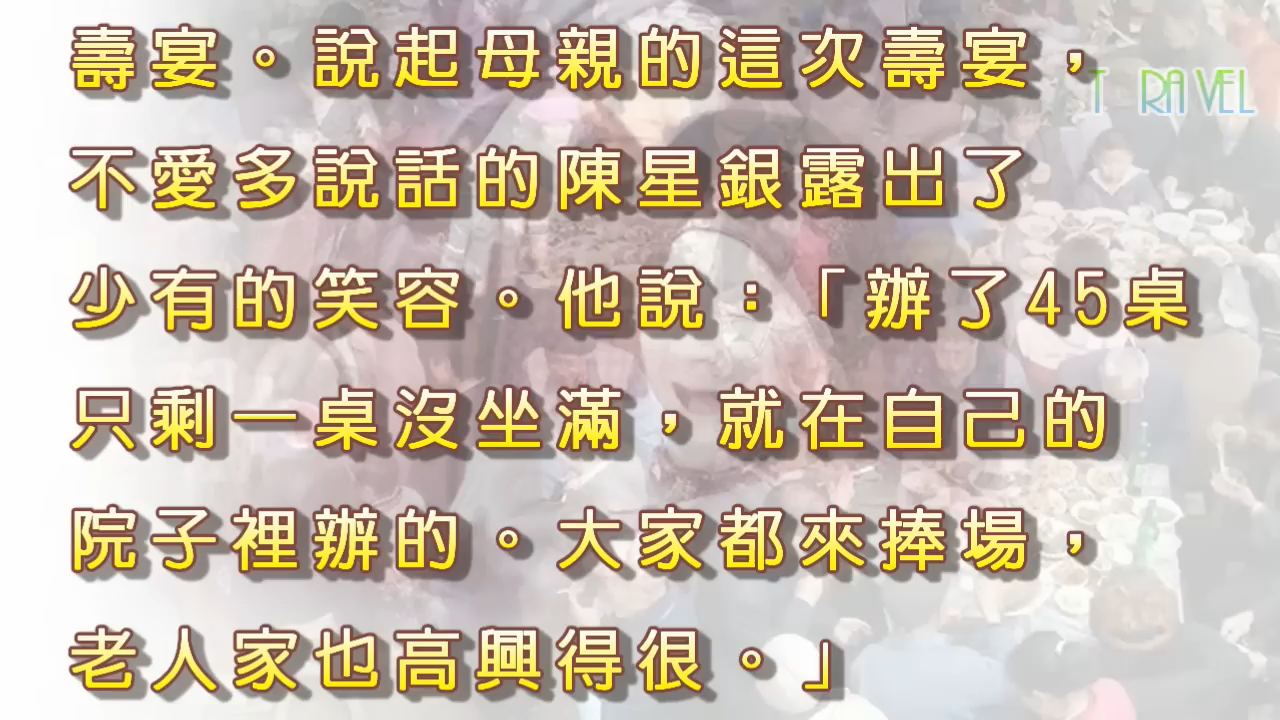 壽宴。說起母親的這次壽宴，
T RAVEL
不愛多說話的陳星銀露出了
少有的笑容。他說：「辦了45桌
只剩一桌沒坐滿，就在自己的
院子裡辦的。大家都來捧場，
老人家也高興得很。」